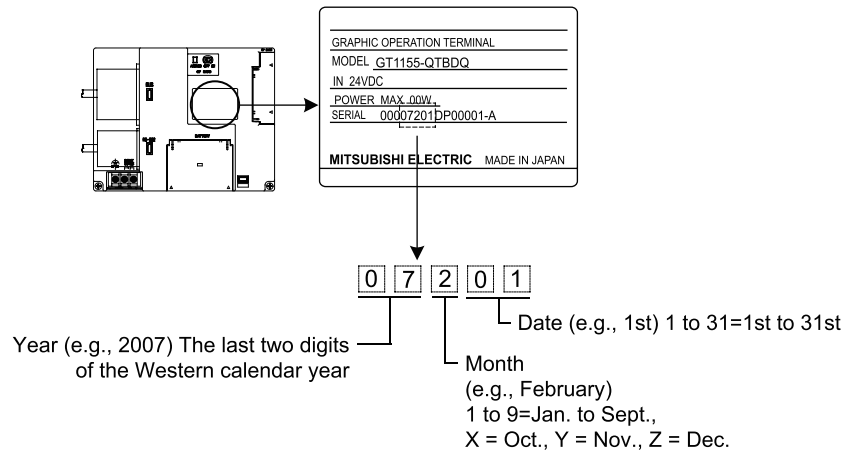 GRAPHIC OPERATION TERMINAL
MODEL GT1155-QTBDQ
IN 24VDC
POWER MAX 00W
SERIAL 00007201DP00001-A
MITSUBISHI ELECTRIC MADE IN JAPAN
BATTERY
0 7 2 0 1
Date (e.g., 1st) 1 to 31=1st to 31st
Year (e.g., 2007) The last two digits
of the Western calendar year
Month
(e.g., February)
1 to 9=Jan. to Sept.,
X = Oct., Y = Nov., Z = Dec.